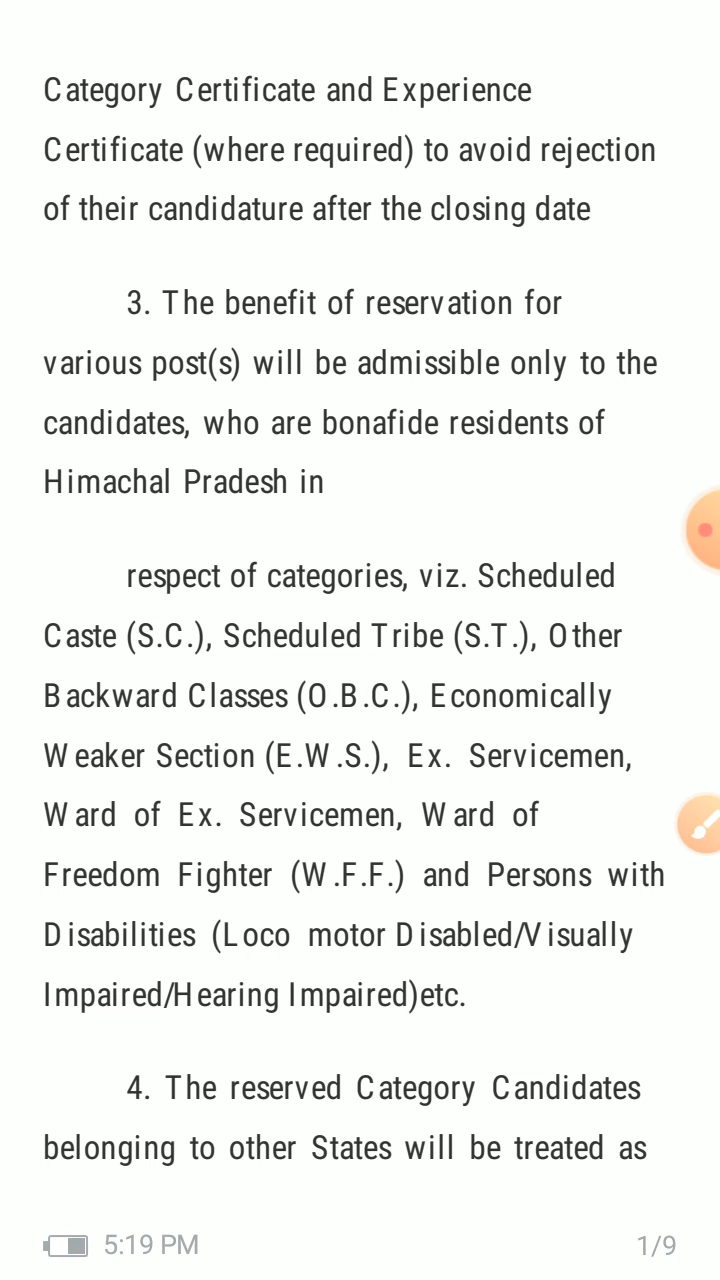 Category Certificate and Experience
Certificate (where required) to avoid rejection
of their candidature after the closing date
3. The benefit of reservation for
various post(s) will be admissible only to the
candidates, who are bonafide residents of
Himachal Pradesh in
respect of categories, viz. Scheduled
Caste (S.C.), Scheduled Tribe (S.T.), Other
Backward Classes (O.B.C.), Economically
Weaker Section (E.W.S.), Ex. Servicemen,
Ward of Ex. Servicemen, Ward of
Freedom Fighter (W.F.F.) and Persons with
Disabilities (Loco motor Disabled/Visually
Impaired/Hearing Impaired)etc.
4. The reserved Category Candidates
belonging to other States will be treated as
5:19 PM
1/9